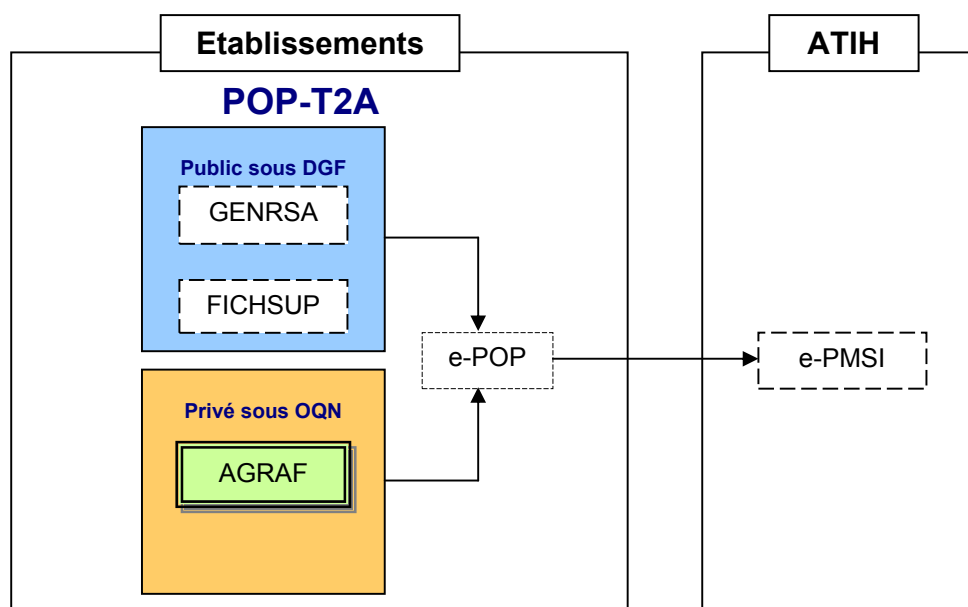 Etablissements
ATIH
POP-T2A
Public sous DGF
GENRSA
FICHSUP
e-POP
e-PMSI
Privé sous OQN
AGRAF